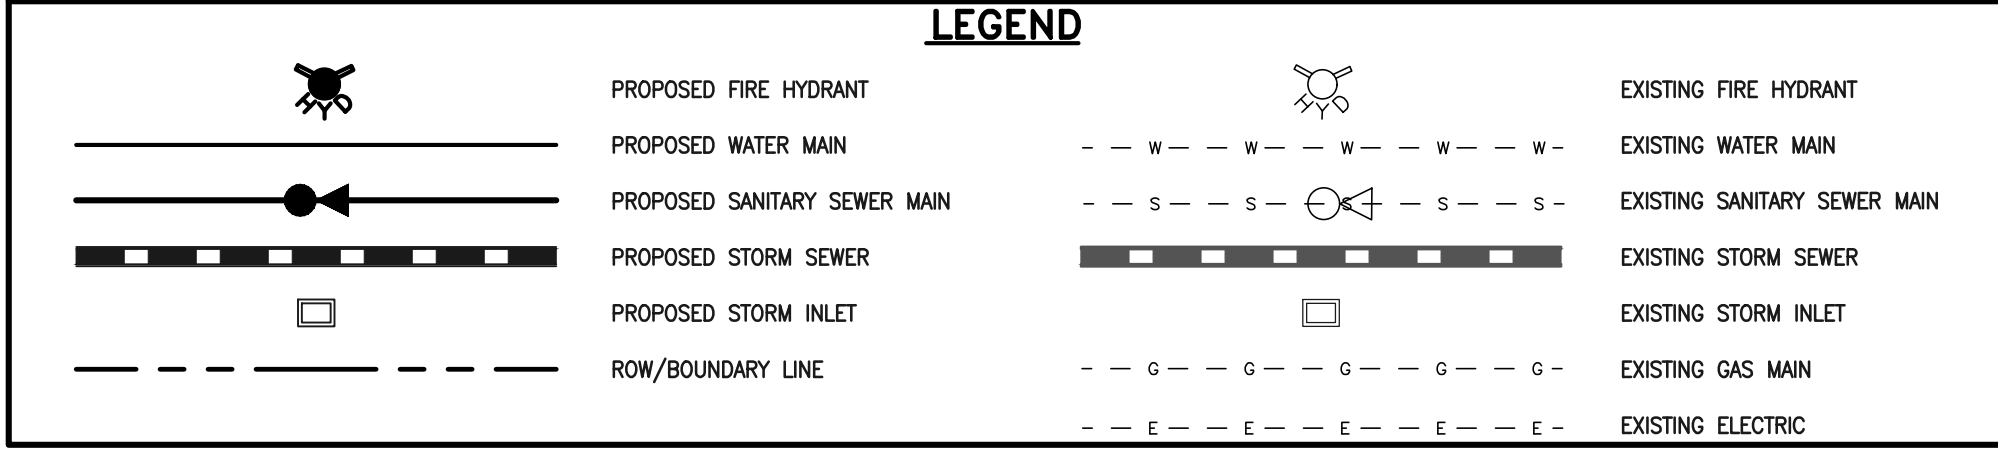 LEGEND
HYD PROPOSED FIRE HYDRANT HYD EXISTING FIRE HYDRANT
PROPOSED WATER MAIN W W W W W EXISTING WATER MAIN
PROPOSED SANITARY SEWER MAIN S S S S S EXISTING SANITARY SEWER MAIN
PROPOSED STORM SEWER EXISTING STORM SEWER
PROPOSED STORM INLET EXISTING STORM INLET
ROW/BOUNDARY LINE G G G G G EXISTING GAS MAIN
E E E E E EXISTING ELECTRIC